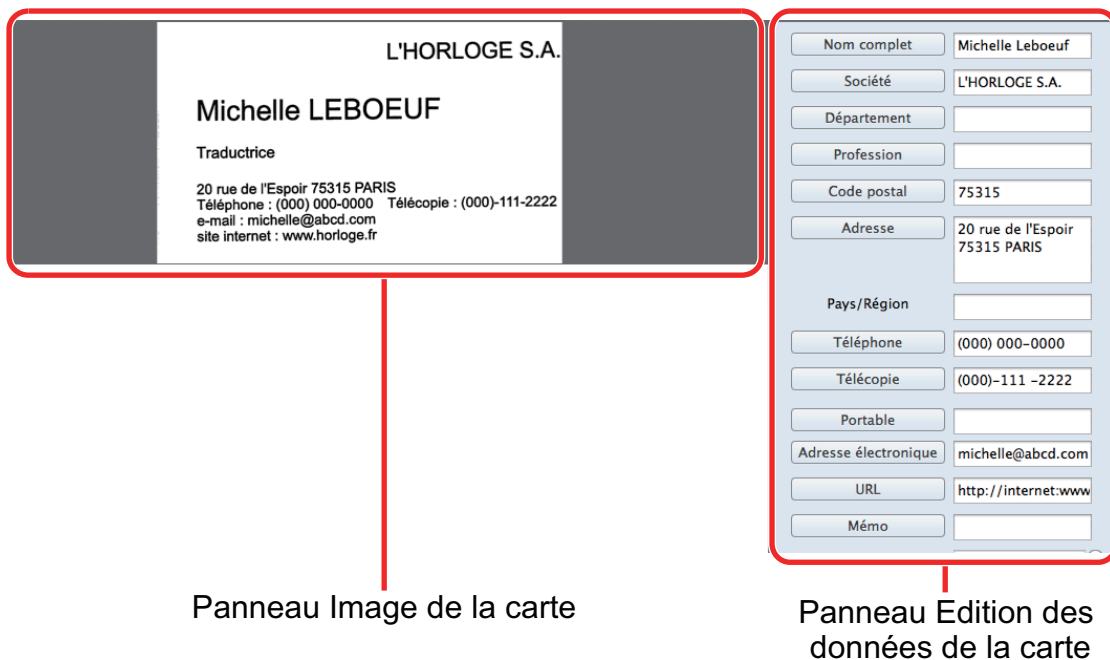 L'HORLOGE S.A.
Michelle LEBOEUF
Traductrice
20 rue de l'Espoir 75315 PARIS
Téléphone : (000) 000-0000 Télécopie : (000)-111-2222
e-mail : michelle@abcd.com
site internet : www.horloge.fr
Nom complet Michelle Leboeuf
Société L'HORLOGE S.A.
Département
Profession
Code postal 75315
Adresse 20 rue de l'Espoir
75315 PARIS
Pays/Région
Téléphone (000) 000-0000
Télécopie (000)-111 -2222
Portable
Adresse électronique michelle@abcd.com
URL http://internet:www
Mémo
Panneau Image de la carte
Panneau Edition des
données de la carte